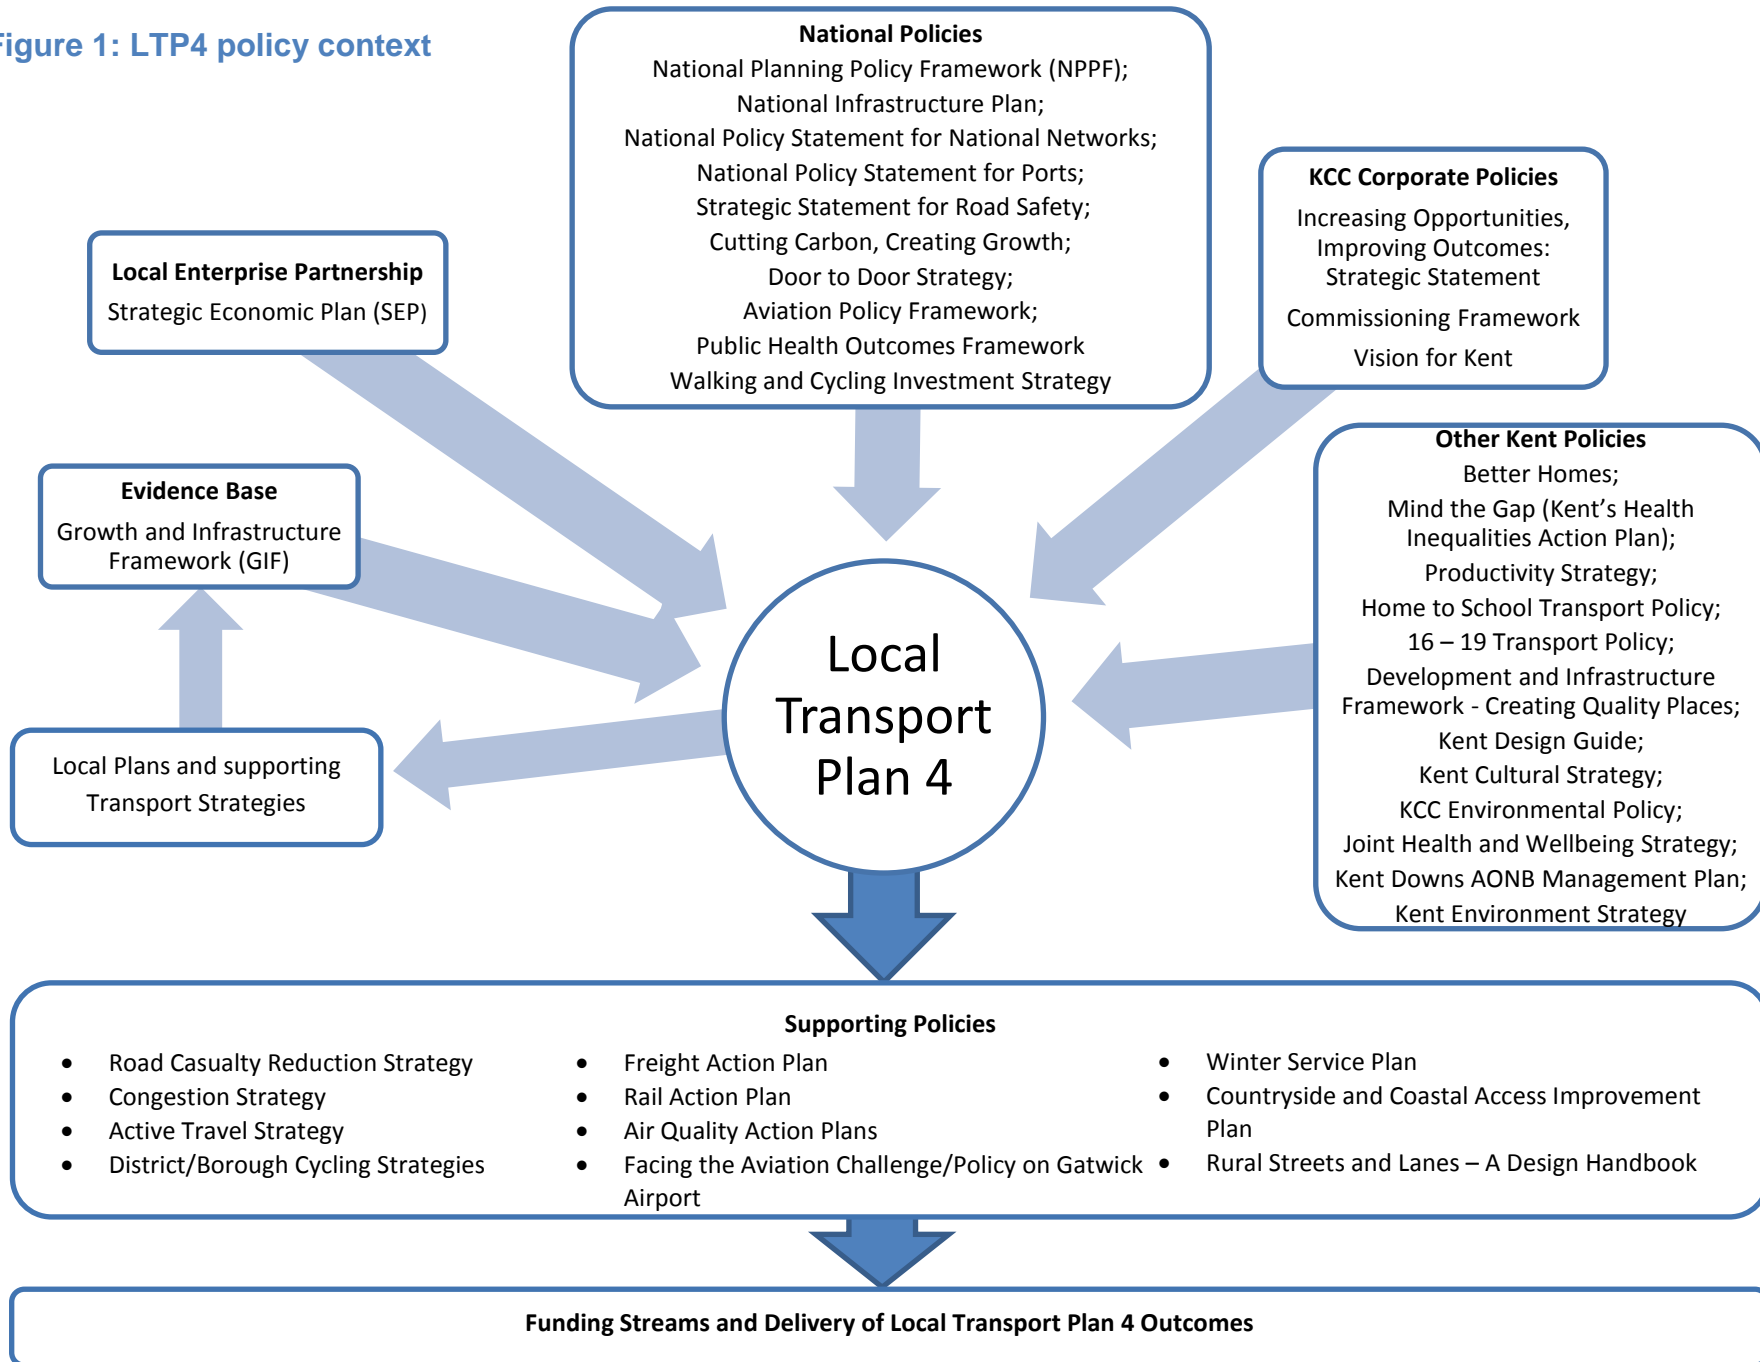 Figure 1: LTP4 policy context
National Policies
National Planning Policy Framework (NPPF);
National Infrastructure Plan;
National Policy Statement for National Networks;
National Policy Statement for Ports;
Strategic Statement for Road Safety;
Cutting Carbon, Creating Growth;
Door to Door Strategy;
Aviation Policy Framework;
Public Health Outcomes Framework
Walking and Cycling Investment Strategy
KCC Corporate Policies
Increasing Opportunities,
Improving Outcomes:
Strategic Statement
Commissioning Framework
Vision for Kent
Local Enterprise Partnership
Strategic Economic Plan (SEP)
Evidence Base
Growth and Infrastructure
Framework (GIF)
Local Plans and supporting
Transport Strategies
Local
Transport
Plan 4
Other Kent Policies
Better Homes;
Mind the Gap (Kent’s Health
Inequalities Action Plan);
Productivity Strategy;
Home to School Transport Policy;
16 – 19 Transport Policy;
Development and Infrastructure
Framework - Creating Quality Places;
Kent Design Guide;
Kent Cultural Strategy;
KCC Environmental Policy;
Joint Health and Wellbeing Strategy;
Kent Downs AONB Management Plan;
Kent Environment Strategy
Supporting Policies
• Road Casualty Reduction Strategy
• Congestion Strategy
• Active Travel Strategy
• District/Borough Cycling Strategies
• Freight Action Plan
• Rail Action Plan
• Air Quality Action Plans
• Facing the Aviation Challenge/Policy on Gatwick
Airport
• Winter Service Plan
• Countryside and Coastal Access Improvement
Plan
• Rural Streets and Lanes – A Design Handbook
Funding Streams and Delivery of Local Transport Plan 4 Outcomes